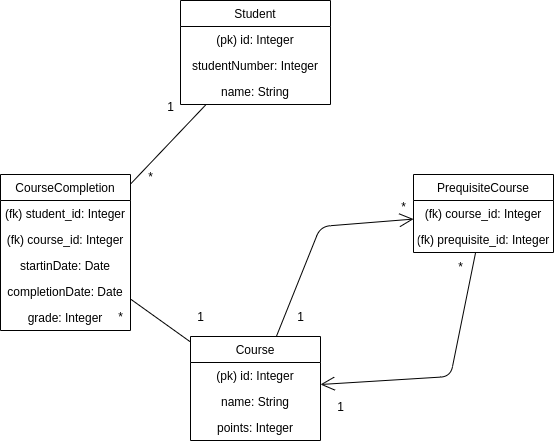 Student
(pk) id: Integer
studentNumber: Integer
name: String
1
*
CourseCompletion
(fk) student_id: Integer
(fk) course_id: Integer
startinDate: Date
completionDate: Date
grade: Integer
*
1
PrequisiteCourse
(fk) course_id: Integer
(fk) prequisite_id: Integer
*
*
1
Course
(pk) id: Integer
name: String
points: Integer
1